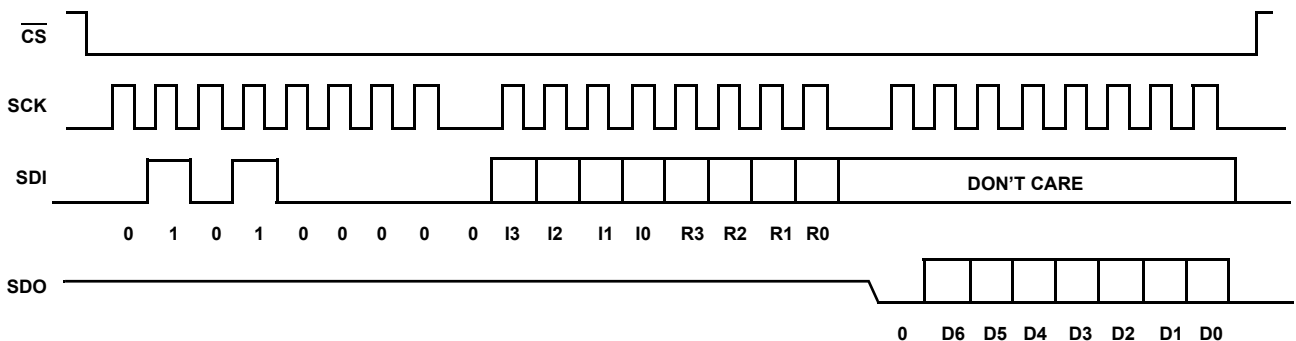 CS
SCK
SDI
DON'T CARE
0 1 0 1 0 0 0 0 0 I3 I2 I1 I0 R3 R2 R1 R0
SDO
0 D6 D5 D4 D3 D2 D1 D0